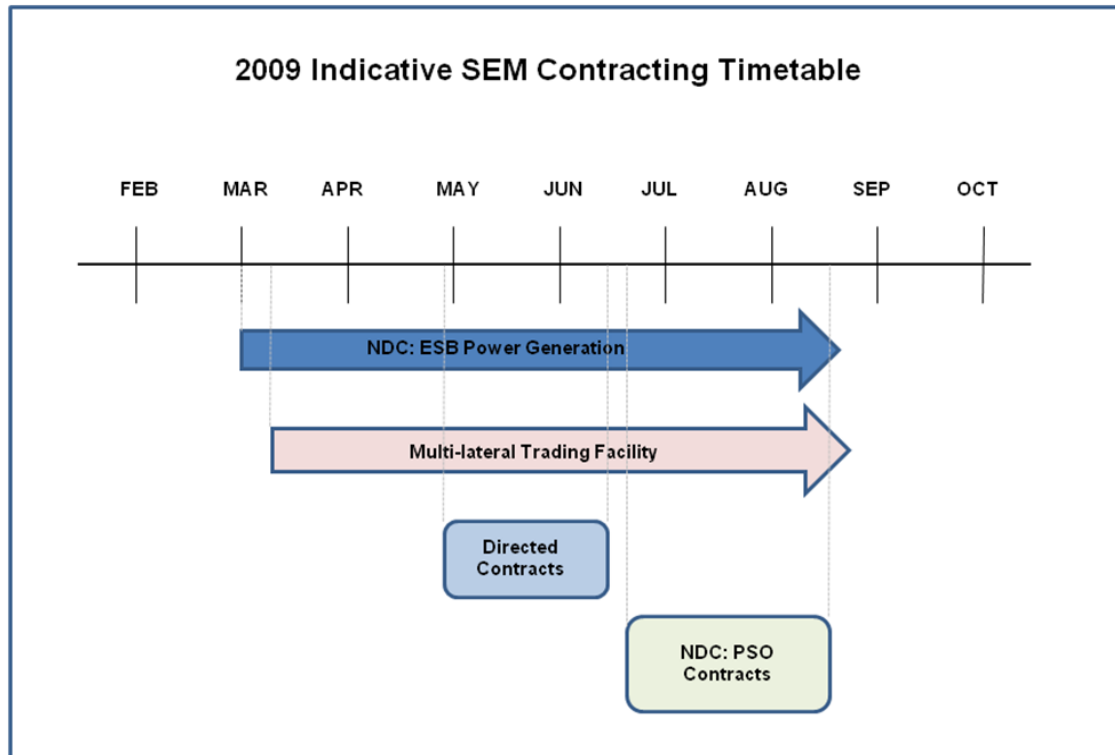 2009 Indicative SEM Contracting Timetable
FEB MAR APR MAY JUN JUL AUG SEP OCT
NDC: ESB Power Generation
Multi-lateral Trading Facility
Directed
Contracts
NDC: PSO
Contracts